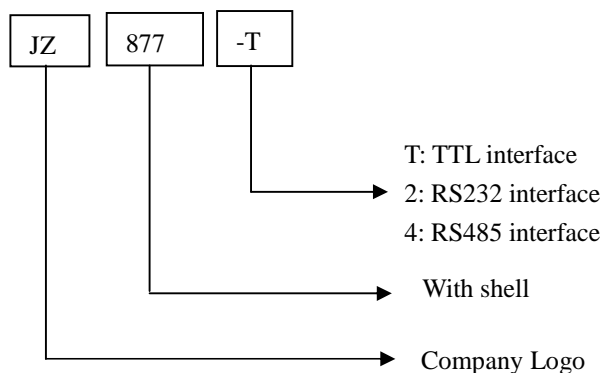 JZ 877 -T
T: TTL interface
2: RS232 interface
4: RS485 interface
With shell
Company Logo